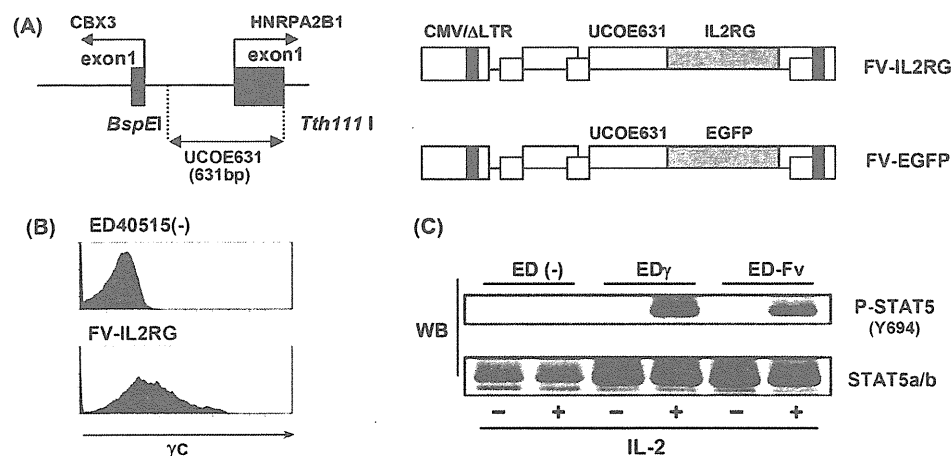 (A)
CBX3
HNRPA2B1
exon1
exon1
BspEI
Tth111 I
UCOE631
(631bp)
CMV/ΔLTR
UCOE631
IL2RG
FV-IL2RG
UCOE631
EGFP
FV-EGFP
(B)
ED40515(-)
FV-IL2RG
γc
(C)
ED (-)
EDγ
ED-Fv
WB
P-STAT5
(Y694)
STAT5a/b
− + − + − +
IL-2